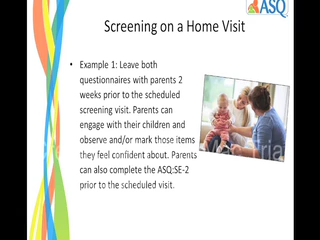 ASQ
Screening on a Home Visit
• Example 1: Leave both
questionnaires with parents 2
weeks prior to the scheduled
screening visit. Parents can
engage with their children and
observe and/or mark those items
they feel confident about. Parents
can also complete the ASQ:SE-2
prior to the scheduled visit.